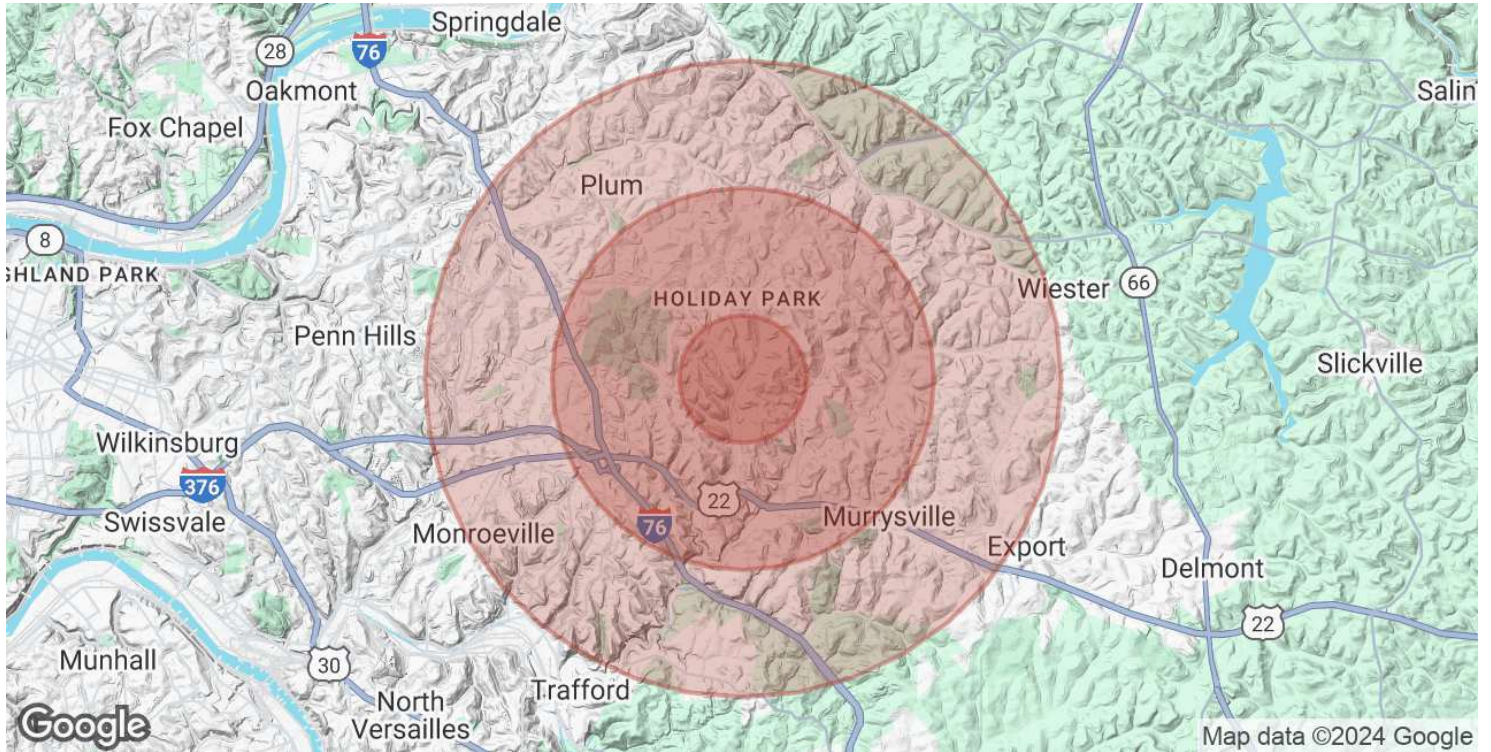 Springdale
28
76
Oakmont
Salin
Fox Chapel
Plum
8
GHLAND PARK
HOLIDAY PARK
Wiester
66
Penn Hills
Slickville
Wilkinsburg
376
22
Swissvale
Monroeville
76
Murrysville
Export
Delmont
22
Munhall
30
Trafford
North
Versailles
Google
Map data ©2024 Google